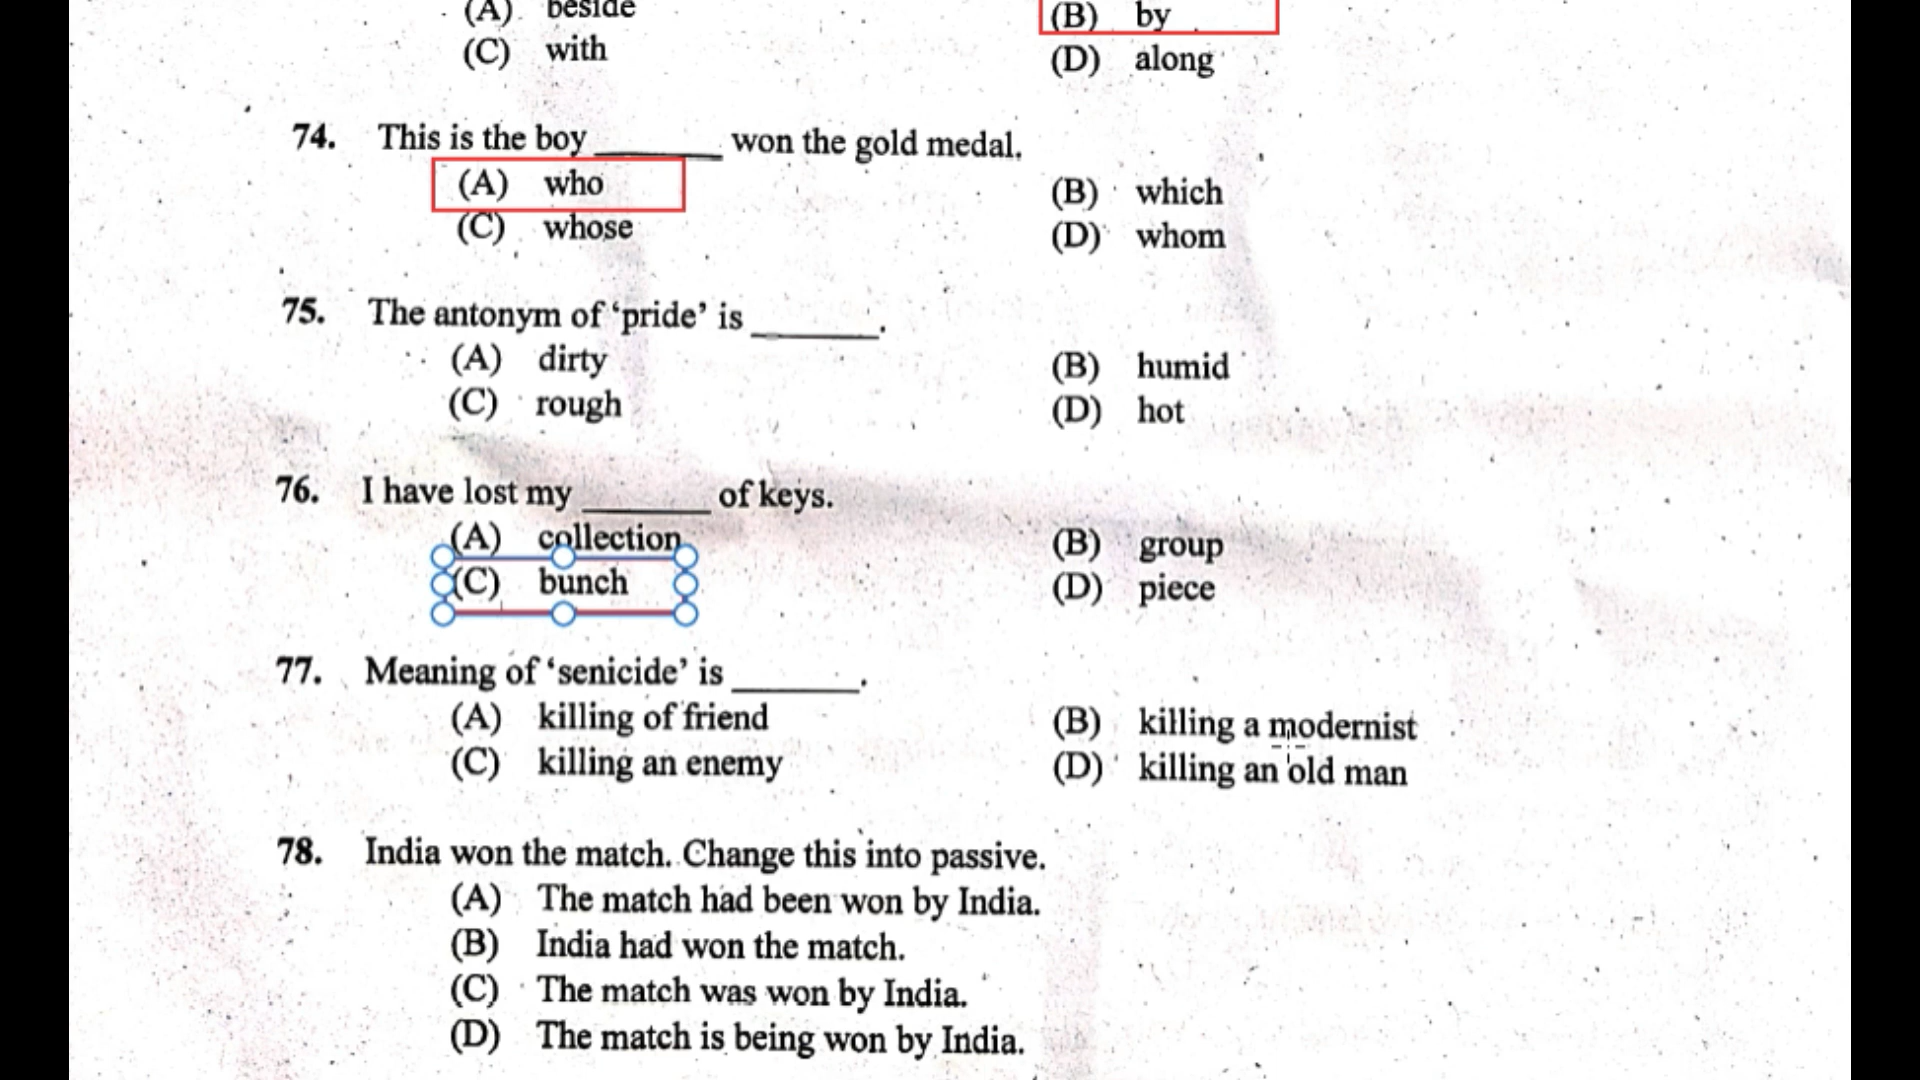 (A) beside (B) by
(C) with (D) along
74. This is the boy ______ won the gold medal.
(A) who (B) which
(C) whose (D) whom
75. The antonym of ‘pride’ is ______.
(A) dirty (B) humid
(C) rough (D) hot
76. I have lost my ______ of keys.
(A) collection (B) group
(C) bunch (D) piece
77. Meaning of ‘senicide’ is ______.
(A) killing of friend (B) killing a modernist
(C) killing an enemy (D) killing an old man
78. India won the match. Change this into passive.
(A) The match had been won by India.
(B) India had won the match.
(C) The match was won by India.
(D) The match is being won by India.